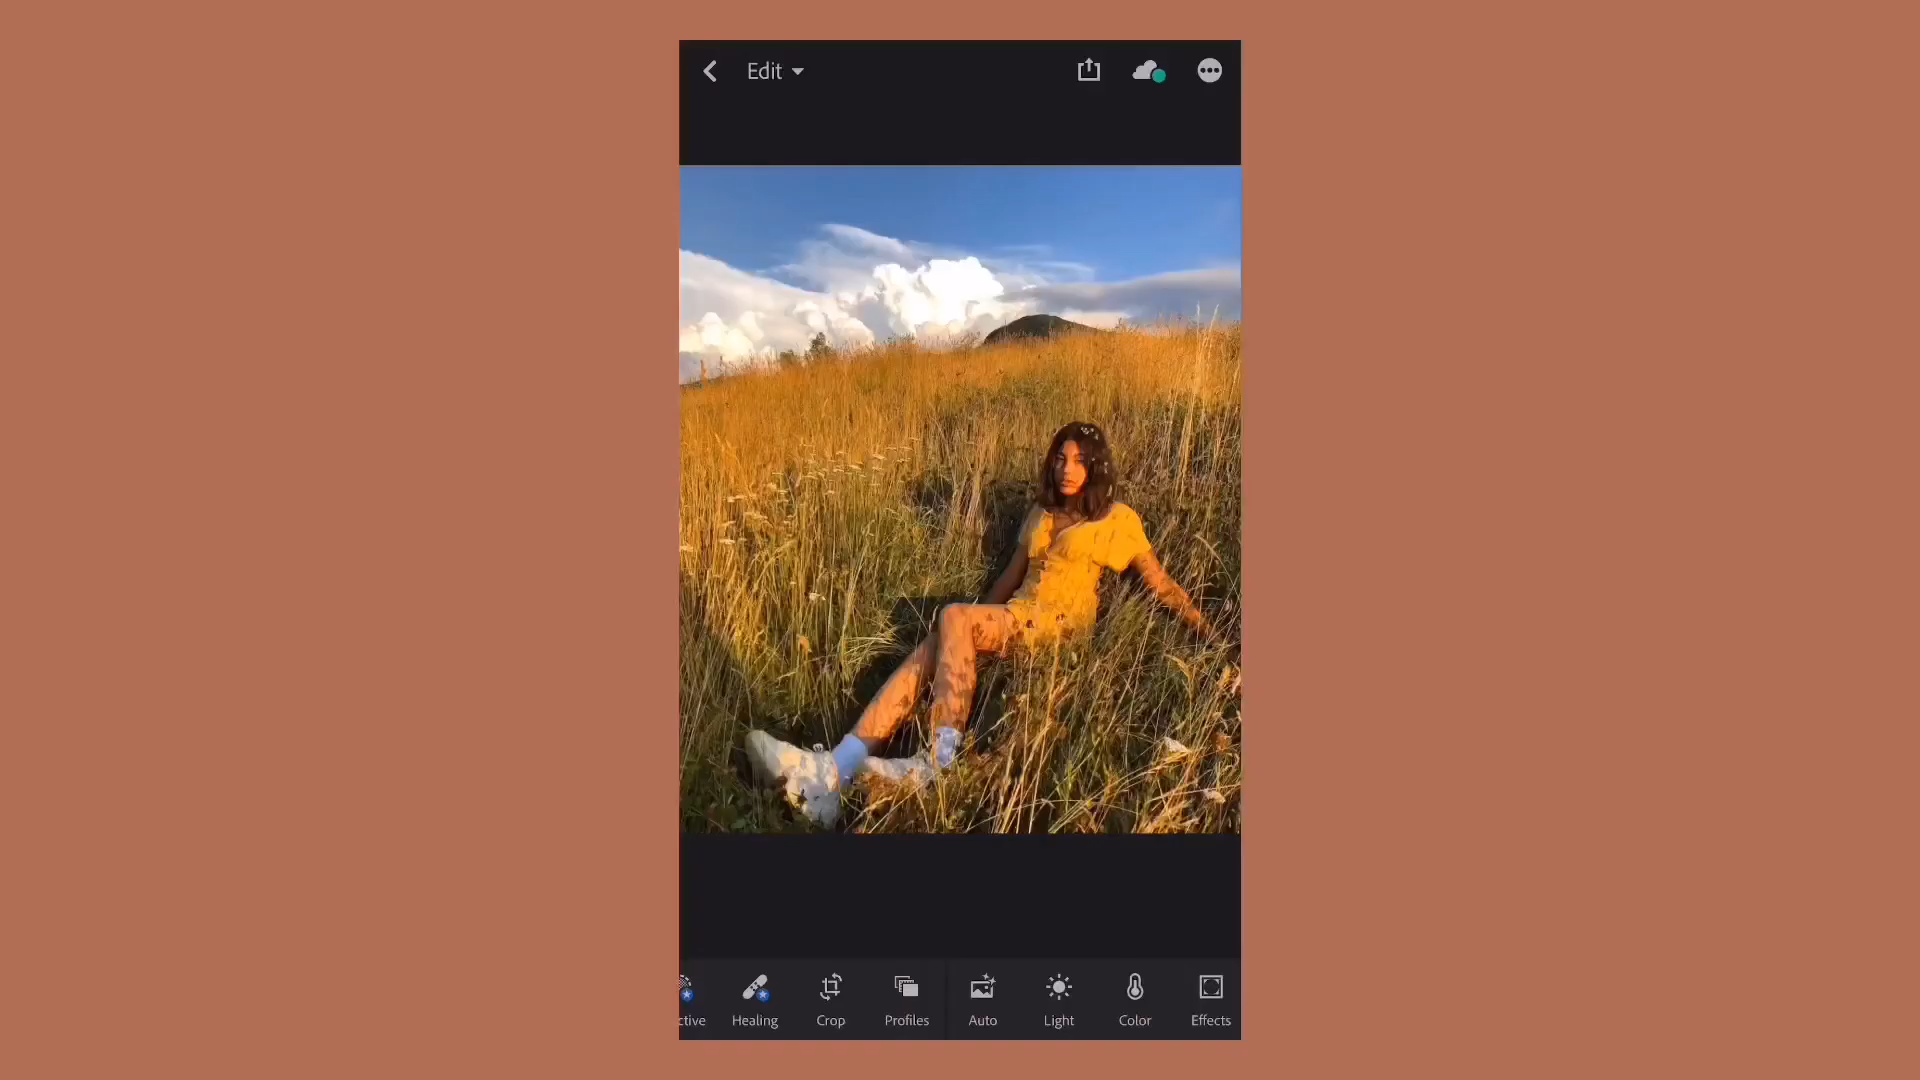 Edit
ctive
Healing
Crop
Profiles
Auto
Light
Color
Effects